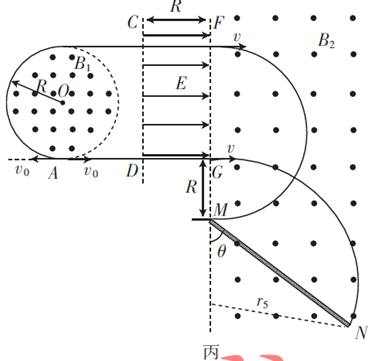 C R F
v
B₁ B₂
R O E
v₀ A v₀ D G v
R
M
θ
r₅
N
丙